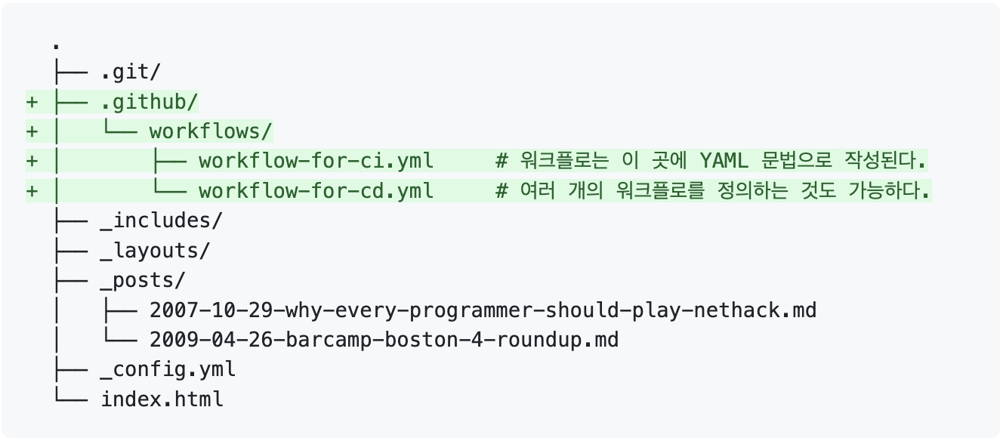 .
├── .git/
+ ├── .github/
+ │   └── workflows/
+ │       ├── workflow-for-ci.yml     # 워크플로는 이 곳에 YAML 문법으로 작성된다.
+ │       └── workflow-for-cd.yml     # 여러 개의 워크플로를 정의하는 것도 가능하다.
├── _includes/
├── _layouts/
├── _posts/
│   ├── 2007-10-29-why-every-programmer-should-play-nethack.md
│   └── 2009-04-26-barcamp-boston-4-roundup.md
├── _config.yml
└── index.html